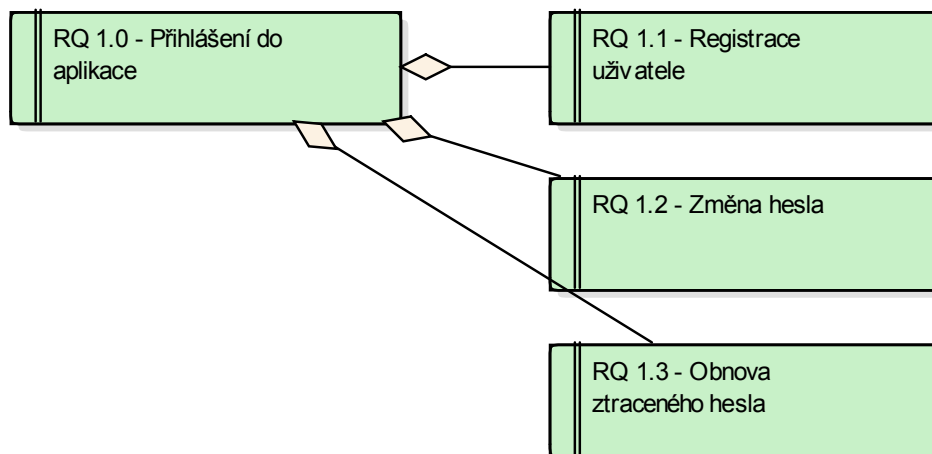 RQ 1.0 - Přihlášení do
aplikace
RQ 1.1 - Registrace
uživatele
RQ 1.2 - Změna hesla
RQ 1.3 - Obnova
ztraceného hesla